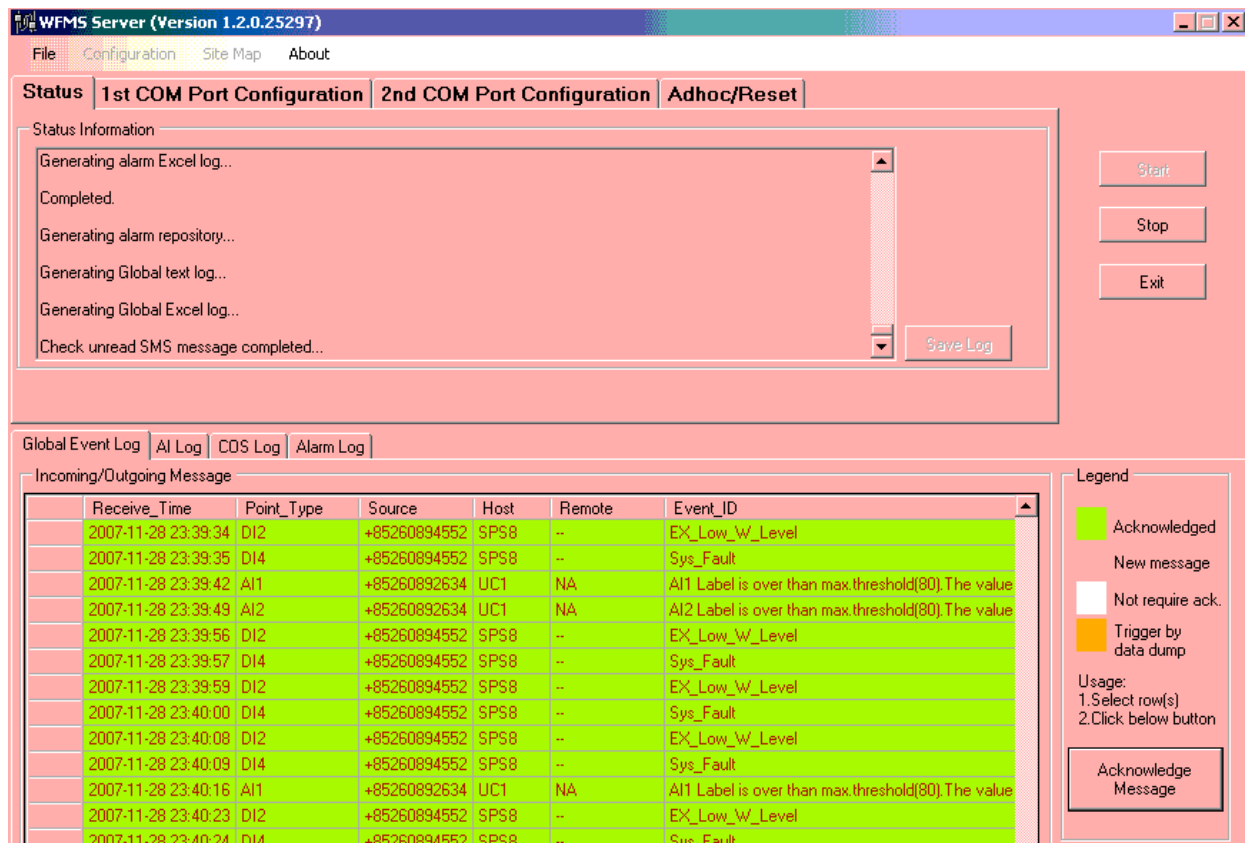 WFMS Server (Version 1.2.0.25297)
File Configuration Site Map About
Status 1st COM Port Configuration 2nd COM Port Configuration Adhoc/Reset
Status Information
Generating alarm Excel log...
Completed.
Generating alarm repository...
Generating Global text log...
Generating Global Excel log...
Check unread SMS message completed...
Save Log
Start
Stop
Exit
Global Event Log AI Log COS Log Alarm Log
Incoming/Outgoing Message
Receive_Time Point_Type Source Host Remote Event_ID
2007-11-28 23:39:34 DI2 +85260894552 SPS8 -- EX_Low_W_Level
2007-11-28 23:39:35 DI4 +85260894552 SPS8 -- Sys_Fault
2007-11-28 23:39:42 AI1 +85260892634 UC1 NA AI1 Label is over than max.threshold(80).The value
2007-11-28 23:39:49 AI2 +85260892634 UC1 NA AI2 Label is over than max.threshold(80).The value
2007-11-28 23:39:56 DI2 +85260894552 SPS8 -- EX_Low_W_Level
2007-11-28 23:39:57 DI4 +85260894552 SPS8 -- Sys_Fault
2007-11-28 23:39:59 DI2 +85260894552 SPS8 -- EX_Low_W_Level
2007-11-28 23:40:00 DI4 +85260894552 SPS8 -- Sys_Fault
2007-11-28 23:40:08 DI2 +85260894552 SPS8 -- EX_Low_W_Level
2007-11-28 23:40:09 DI4 +85260894552 SPS8 -- Sys_Fault
2007-11-28 23:40:16 AI1 +85260892634 UC1 NA AI1 Label is over than max.threshold(80).The value
2007-11-28 23:40:23 DI2 +85260894552 SPS8 -- EX_Low_W_Level
2007-11-28 23:40:24 DI4 +85260894552 SPS8 Sys_Fault
Legend
Acknowledged
New message
Not require ack.
Trigger by
data dump
Usage:
1.Select row(s)
2.Click below button
Acknowledge
Message